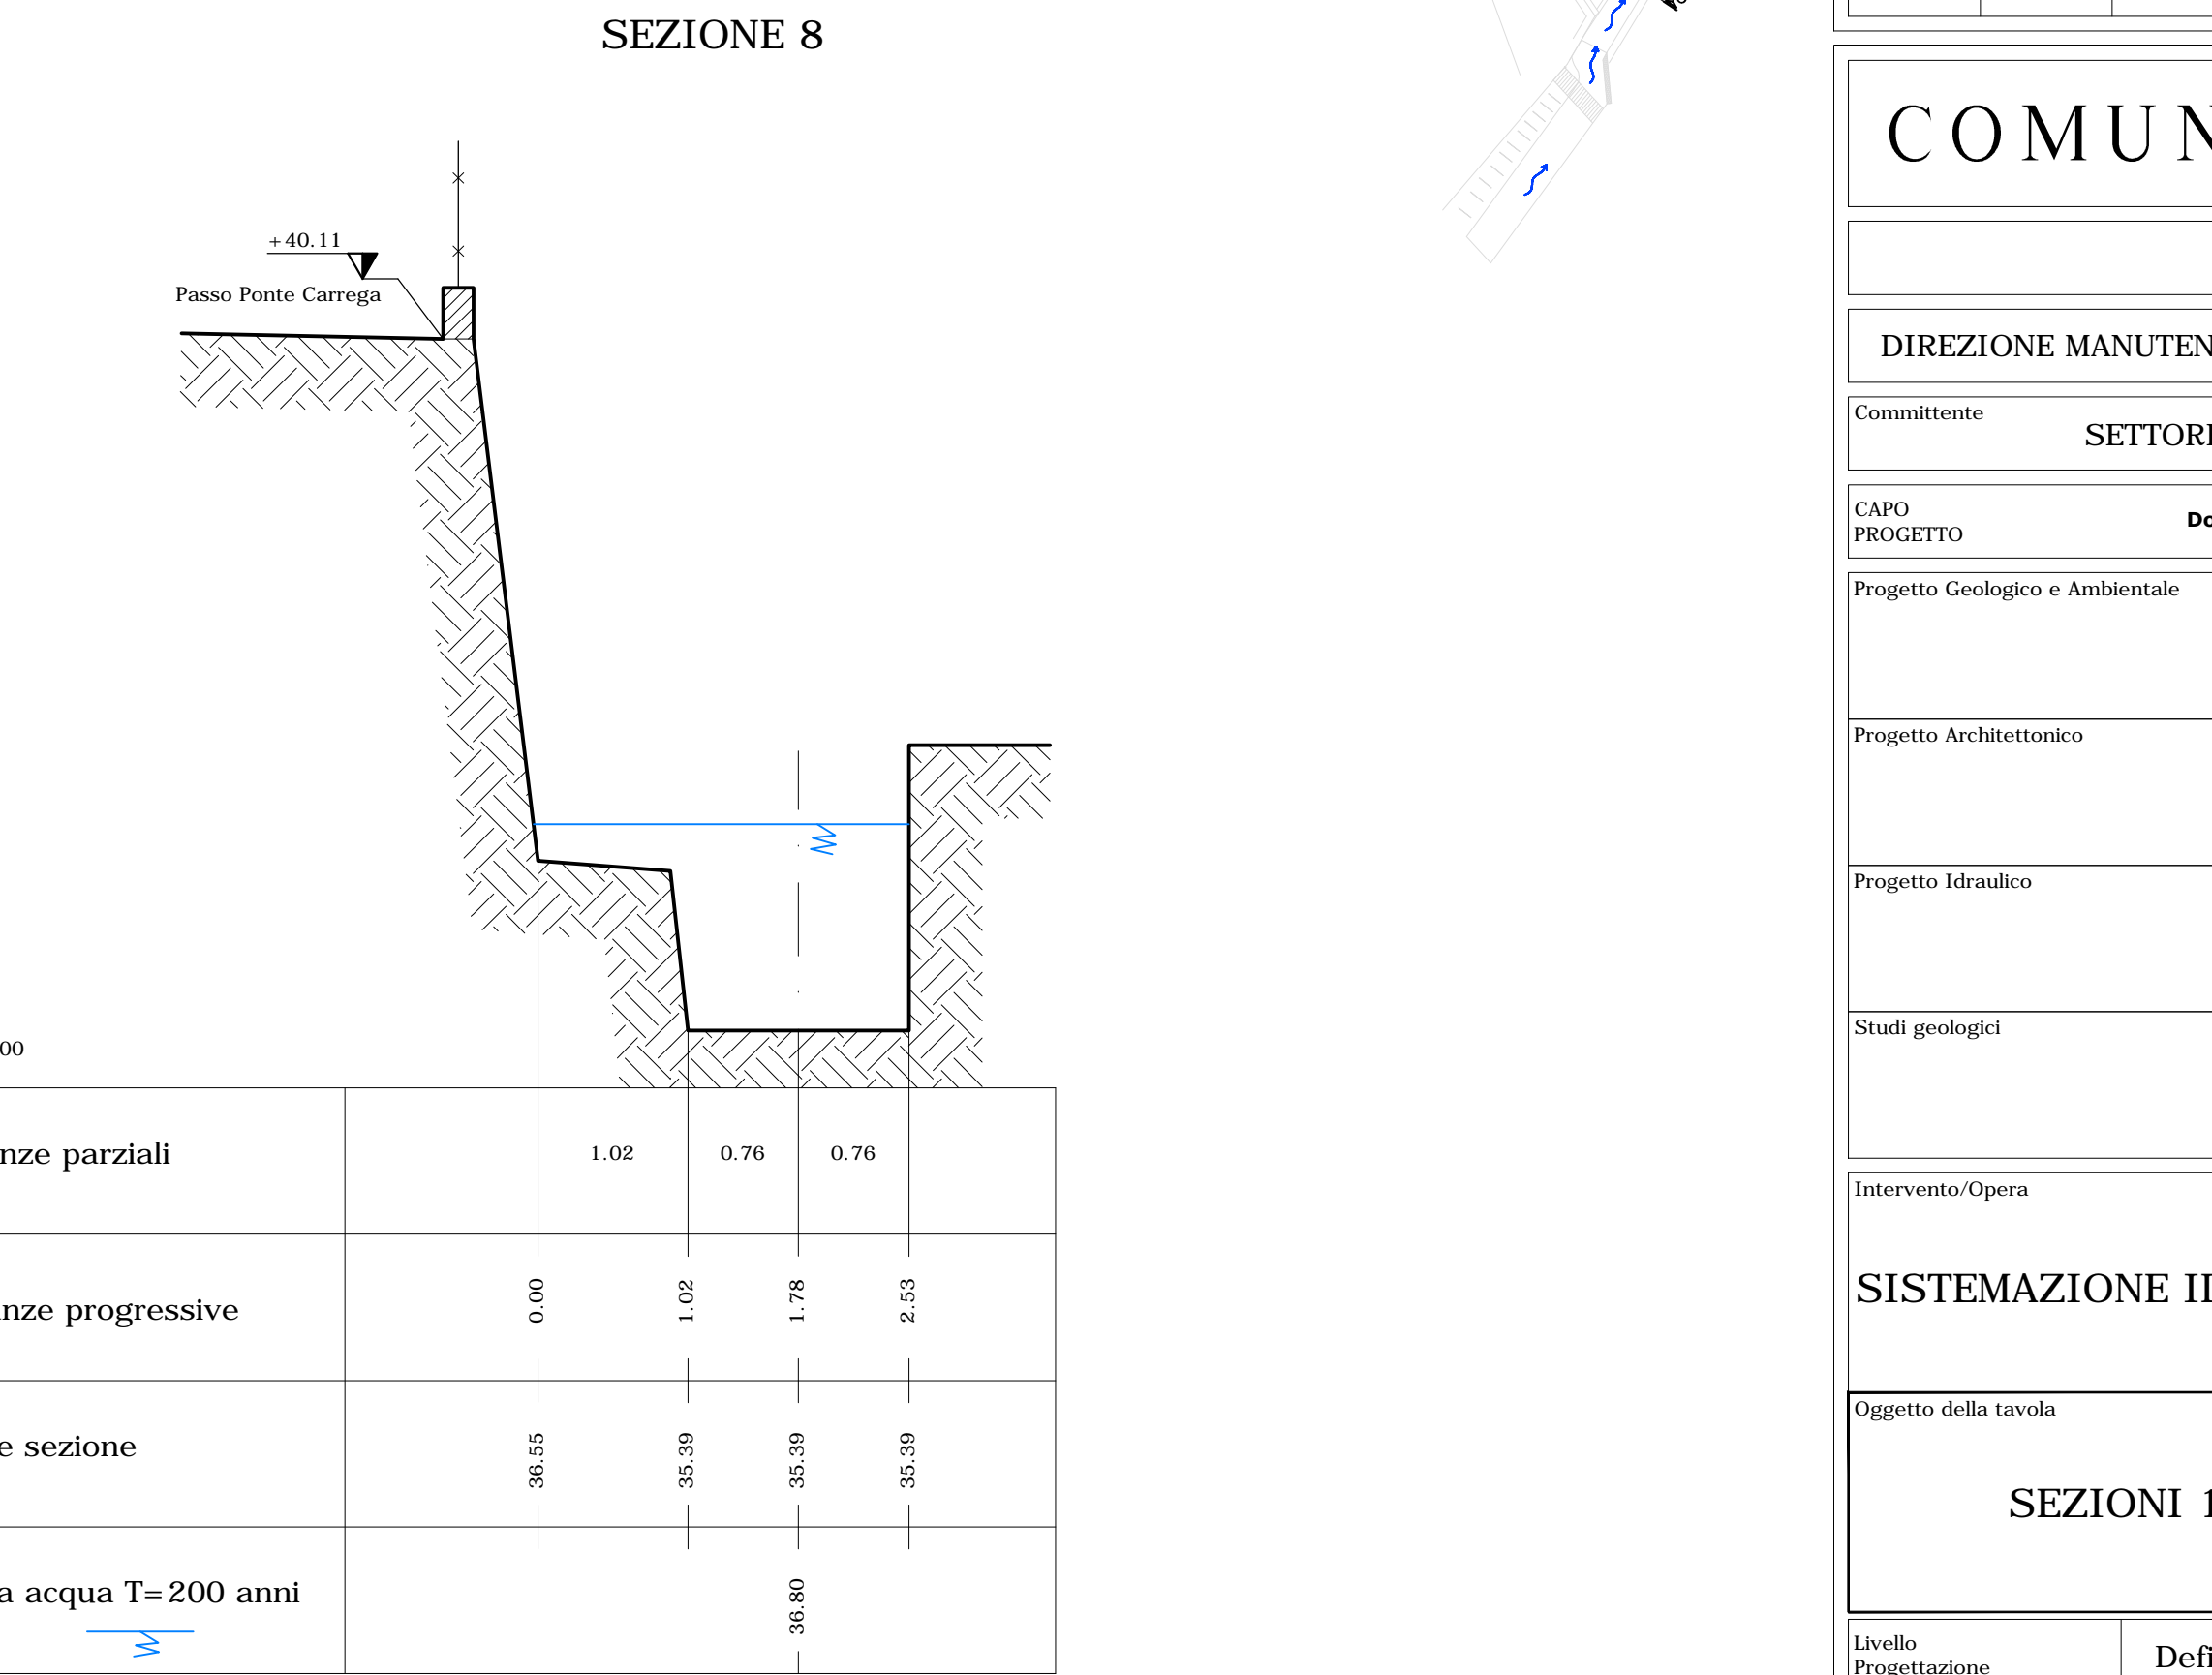 SEZIONE 8
+40.11
Passo Ponte Carrega
00
nze parziali
1.02
0.76
0.76
nze progressive
0.00
1.02
1.78
2.53
e sezione
36.55
35.39
35.39
35.39
a acqua T=200 anni
36.80
COMUN
DIREZIONE MANUTEN
Committente
SETTORE
CAPO
PROGETTO
Do
Progetto Geologico e Ambientale
Progetto Architettonico
Progetto Idraulico
Studi geologici
Intervento/Opera
SISTEMAZIONE I
Oggetto della tavola
SEZIONI 1
Livello
Progettazione
Defi